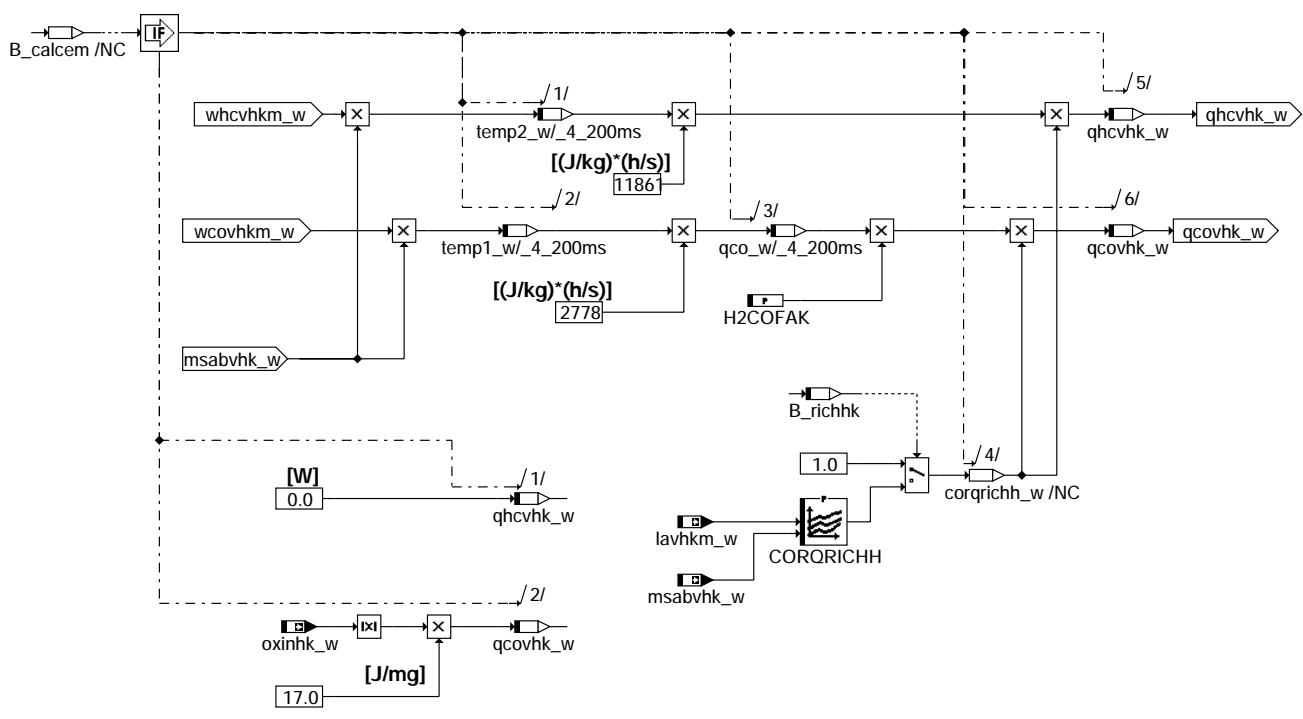 IF
B_calcem /NC
/1/
/5/
whcvhkm_w
temp2_w/_4_200ms
qhcvhk_w
qhcvhk_w
[(J/kg)*(h/s)]
11861
/2/
/3/
/6/
wcovhkm_w
temp1_w/_4_200ms
qco_w/_4_200ms
qcovhk_w
qcovhk_w
[(J/kg)*(h/s)]
2778
P
H2COFAK
msabvhk_w
B_richhk
/4/
1.0
corqrichh_w /NC
[W]
0.0
/1/
qhcvhk_w
P
lavhkm_w
CORQRICHH
msabvhk_w
/2/
oxinhk_w
|x|
qcovhk_w
[J/mg]
17.0